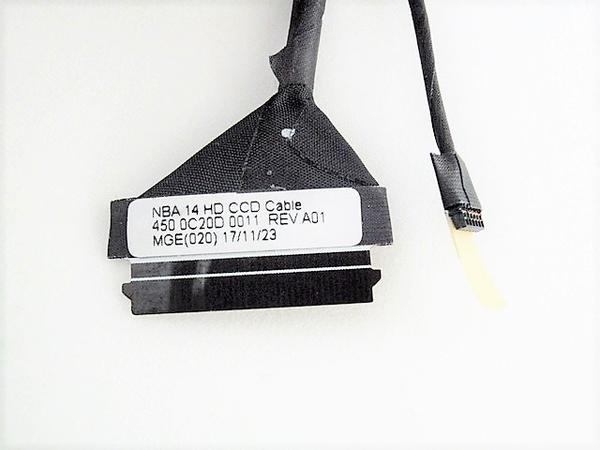 NBA 14 HD CCD Cable
450.0C20D.0011 REV A01
MGE(020) 17/11/23